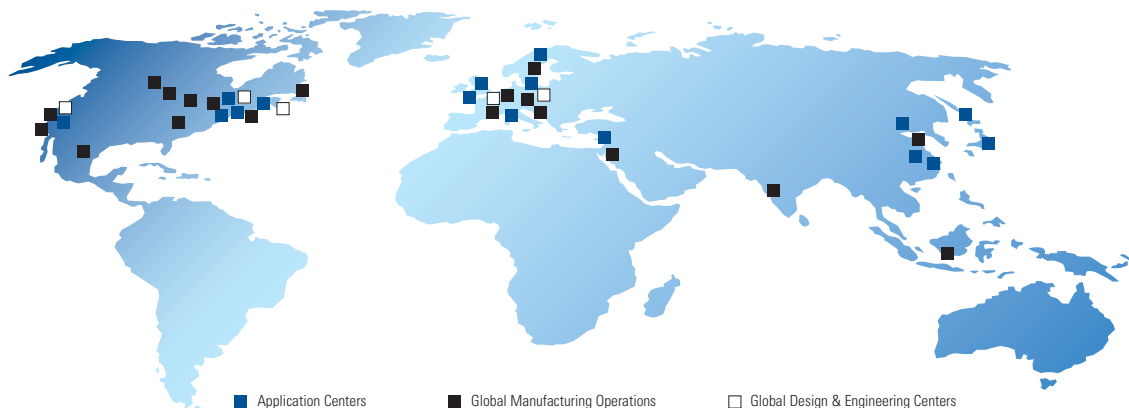 Application Centers
Global Manufacturing Operations
Global Design & Engineering Centers